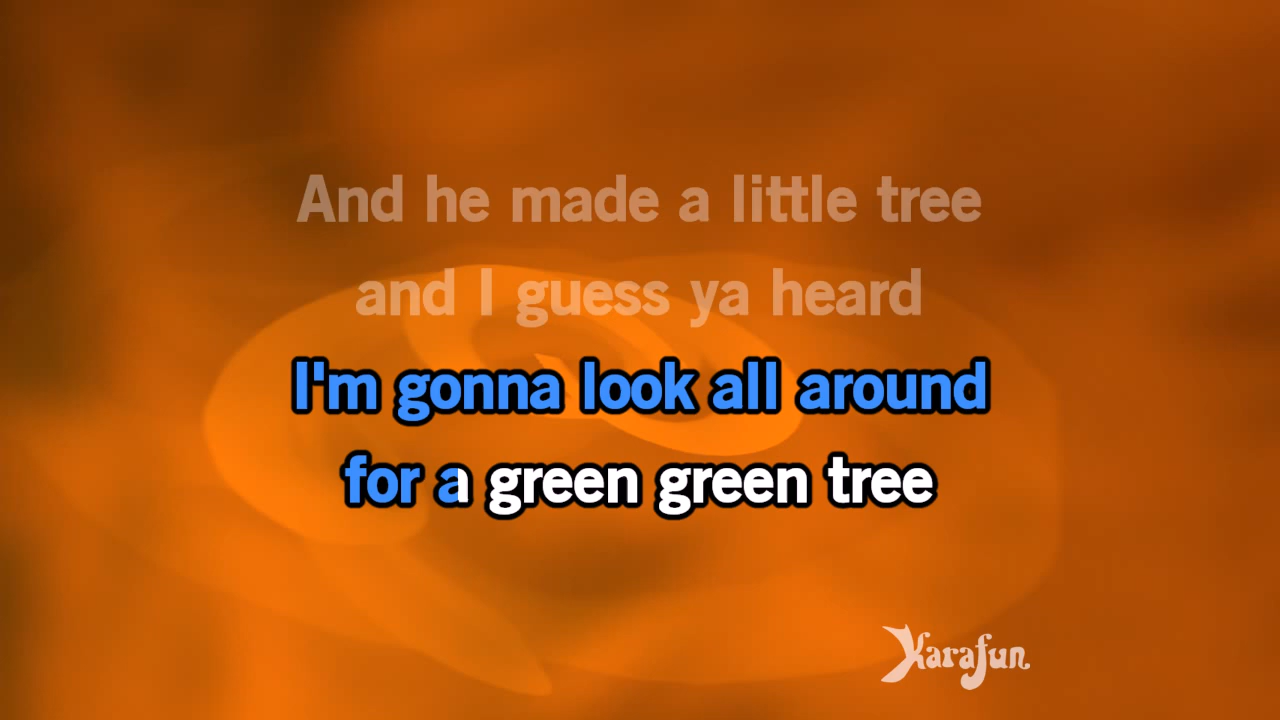 And he made a little tree
and I guess ya heard
I'm gonna look all around
for a green green tree
Karafun